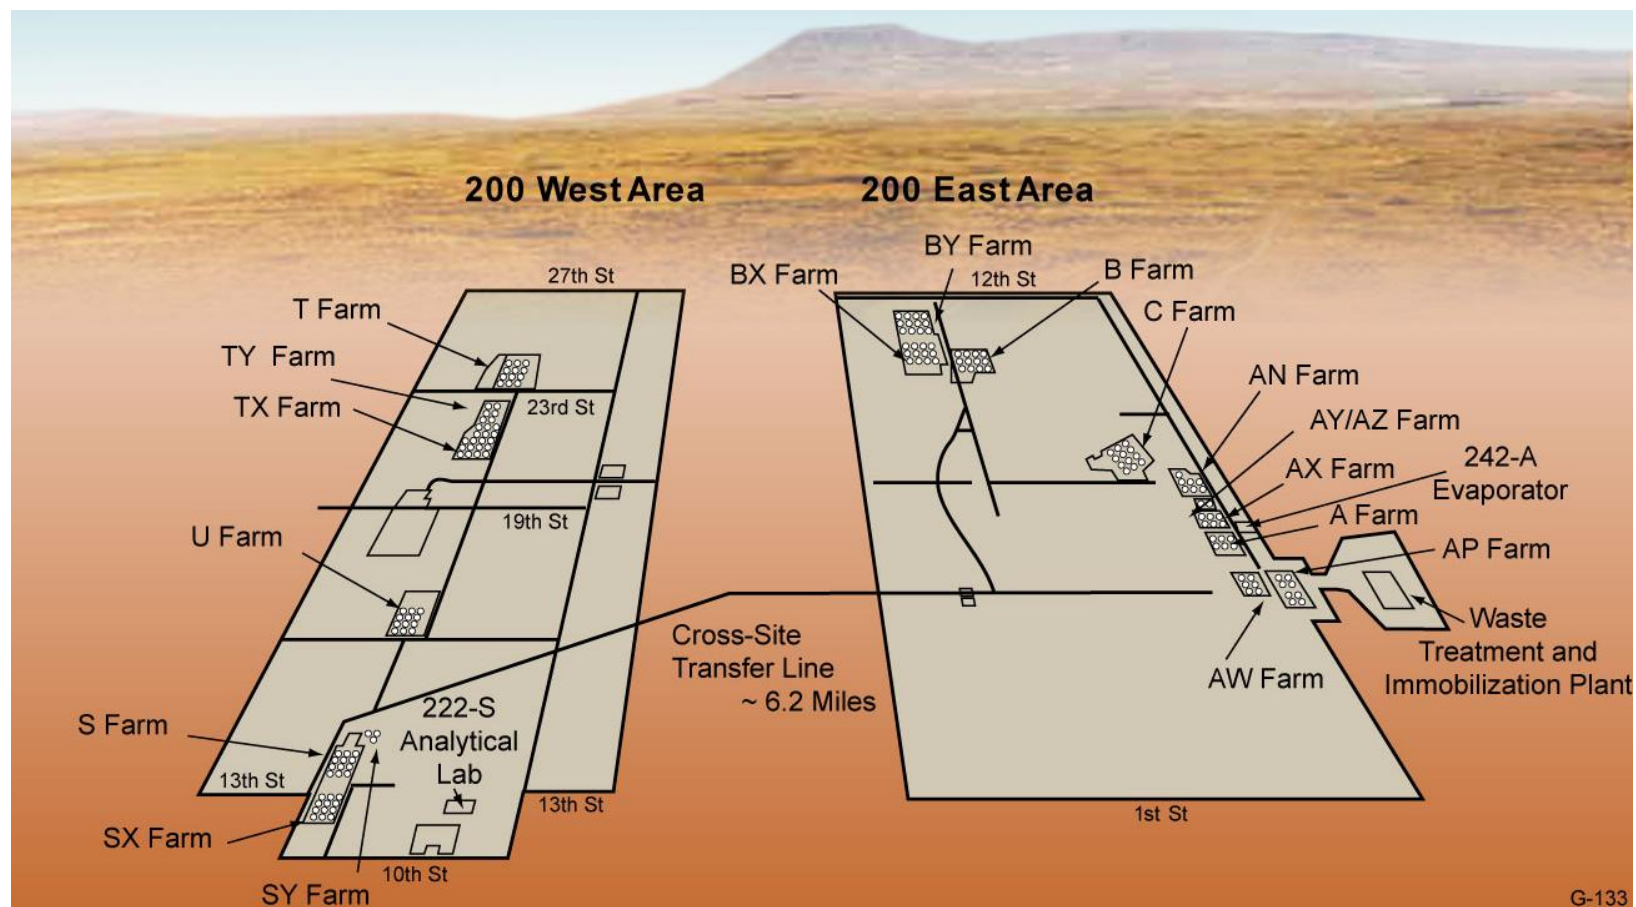 200 West Area
200 East Area
BY Farm
BX Farm
B Farm
27th St
12th St
T Farm
C Farm
TY Farm
AN Farm
TX Farm
23rd St
AY/AZ Farm
AX Farm
242-A
Evaporator
19th St
A Farm
U Farm
AP Farm
Cross-Site
Transfer Line
~ 6.2 Miles
Waste
Treatment and
Immobilization Plant
AW Farm
222-S
Analytical
Lab
S Farm
13th St
13th St
1st St
SX Farm
10th St
SY Farm
G-133